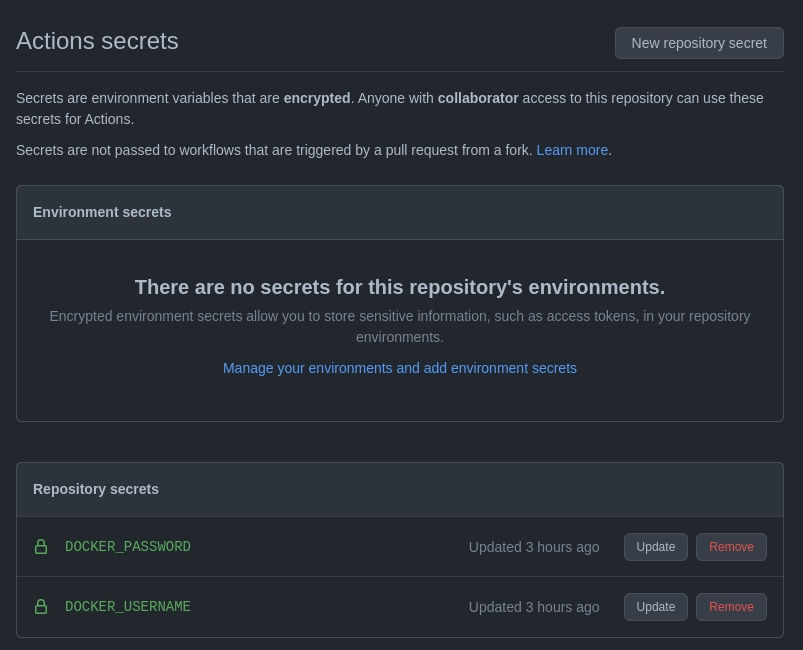 Actions secrets
New repository secret
Secrets are environment variables that are encrypted. Anyone with collaborator access to this repository can use these
secrets for Actions.
Secrets are not passed to workflows that are triggered by a pull request from a fork. Learn more.
Environment secrets
There are no secrets for this repository's environments.
Encrypted environment secrets allow you to store sensitive information, such as access tokens, in your repository
environments.
Manage your environments and add environment secrets
Repository secrets
DOCKER_PASSWORD Updated 3 hours ago Update Remove
DOCKER_USERNAME Updated 3 hours ago Update Remove